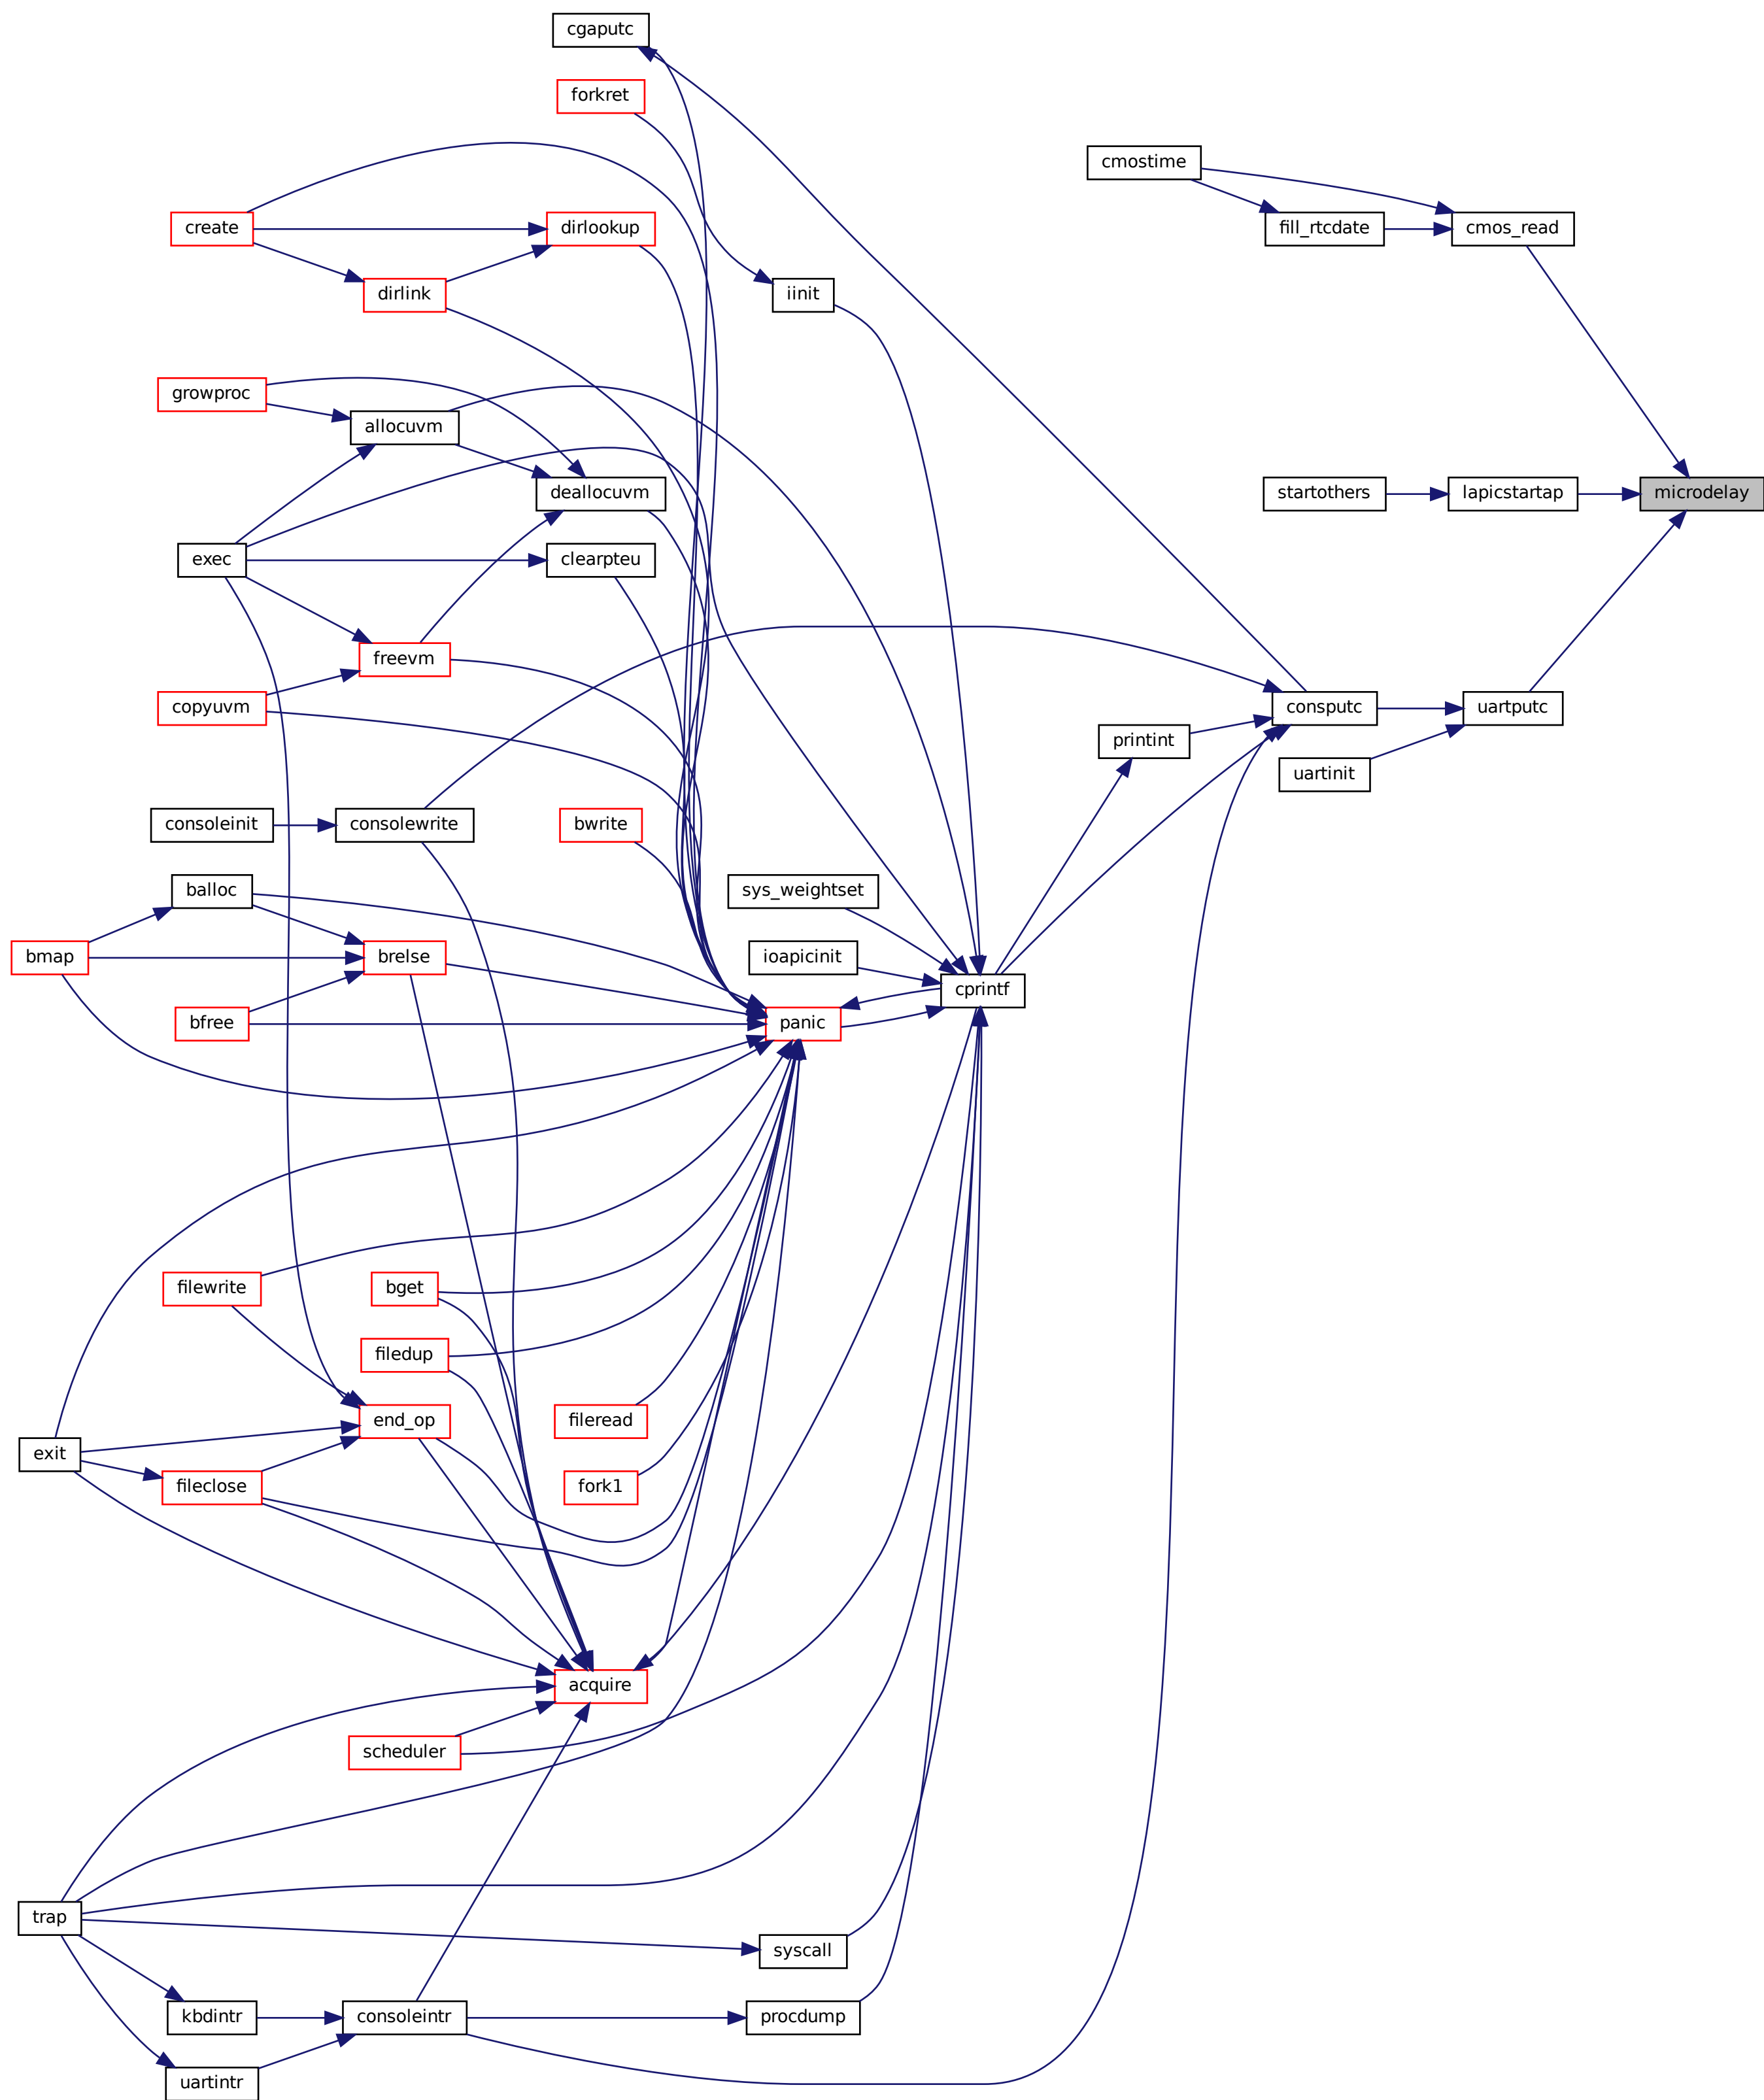 cgaputc
forkret
cmostime
create
dirlookup
fill_rtcdate
cmos_read
dirlink
iinit
growproc
allocuvm
deallocuvm
startothers
lapicstartap
microdelay
exec
clearpteu
freevm
copyuvm
consputc
uartputc
printint
uartinit
consoleinit
consolewrite
bwrite
balloc
sys_weightset
bmap
brelse
ioapicinit
cprintf
bfree
panic
filewrite
bget
filedup
end_op
fileread
exit
fileclose
fork1
acquire
scheduler
trap
syscall
kbdintr
consoleintr
procdump
uartintr